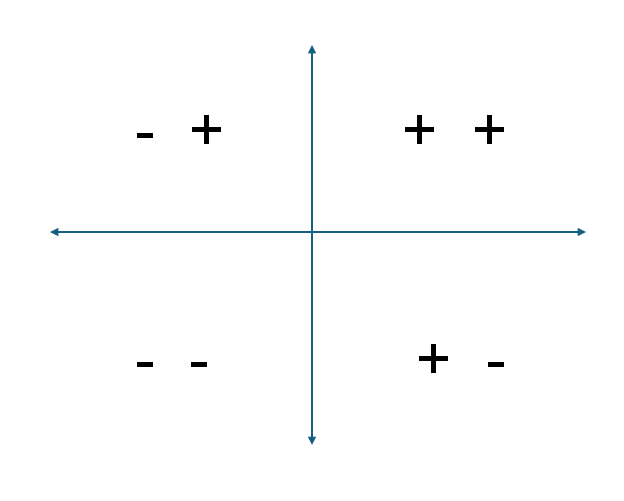 - + + +
- - + -